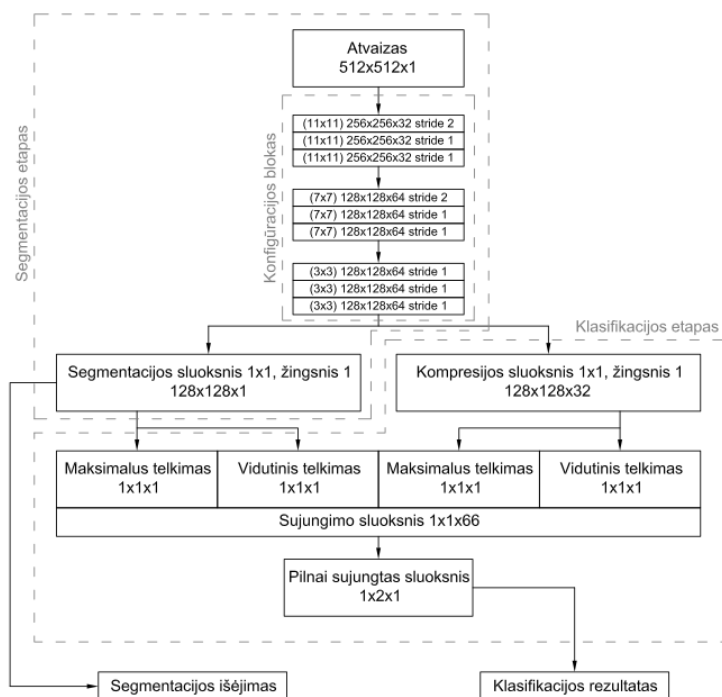 Atvaizas
512x512x1
Segmentacijos etapas
Konfigūracijos blokas
(11x11) 256x256x32 stride 2
(11x11) 256x256x32 stride 1
(11x11) 256x256x32 stride 1
(7x7) 128x128x64 stride 2
(7x7) 128x128x64 stride 1
(7x7) 128x128x64 stride 1
(3x3) 128x128x64 stride 1
(3x3) 128x128x64 stride 1
(3x3) 128x128x64 stride 1
Klasifikacijos etapas
Segmentacijos sluoksnis 1x1, žingsnis 1
128x128x1
Kompresijos sluoksnis 1x1, žingsnis 1
128x128x32
Maksimalus telkimas
1x1x1
Vidutinis telkimas
1x1x1
Maksimalus telkimas
1x1x1
Vidutinis telkimas
1x1x1
Sujungimo sluoksnis 1x1x66
Pilnai sujungtas sluoksnis
1x2x1
Segmentacijos išėjimas
Klasifikacijos rezultatas